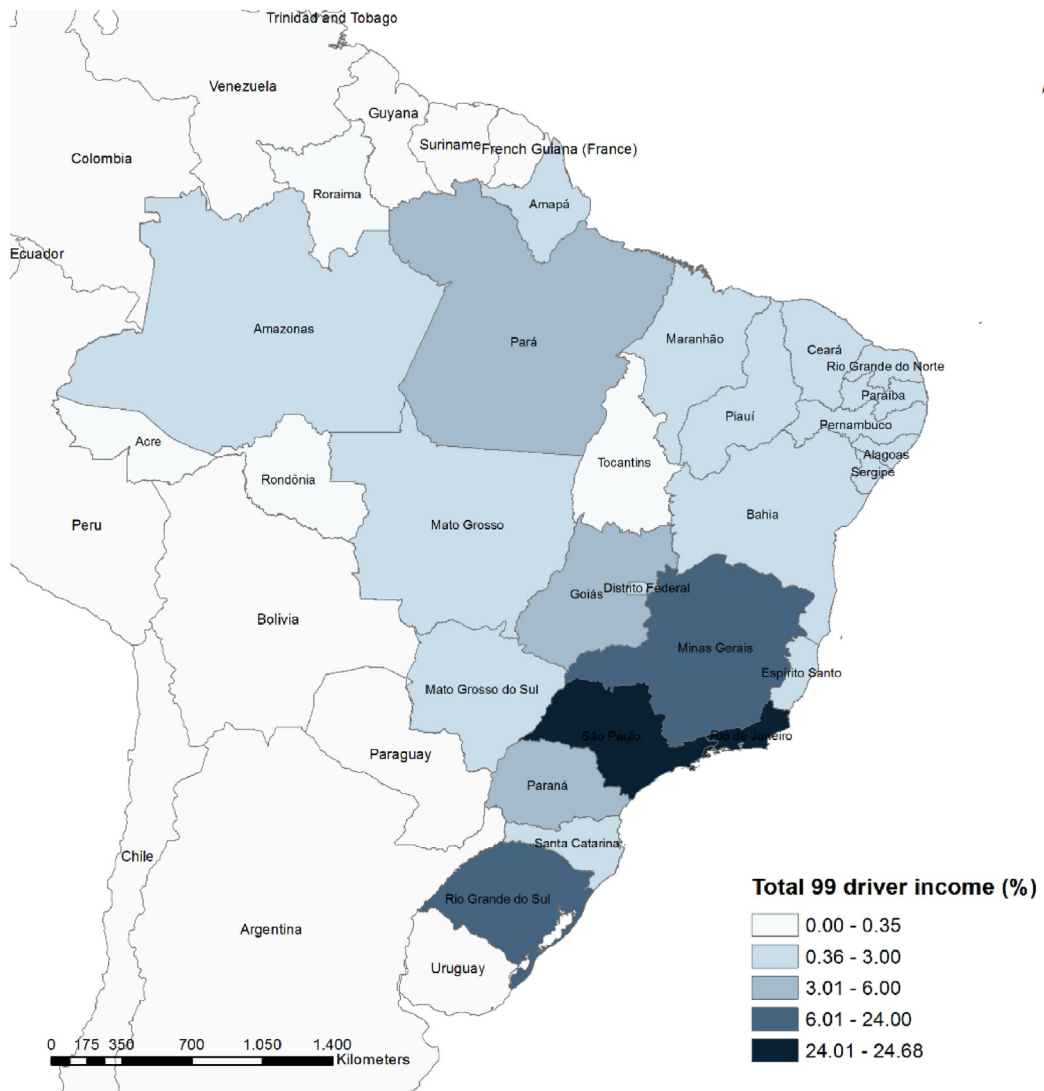 Trinidad and Tobago
Venezuela
Guyana
Suriname
French Guiana (France)
Colombia
Roraima
Amapá
Ecuador
Amazonas
Pará
Maranhão
Ceará
Rio Grande do Norte
Paraíba
Piauí
Pernambuco
Acre
Alagoas
Tocantins
Sergipe
Rondônia
Bahia
Peru
Mato Grosso
Goiás
Distrito Federal
Bolivia
Minas Gerais
Espírito Santo
Mato Grosso do Sul
São Paulo
Rio de Janeiro
Paraguay
Paraná
Santa Catarina
Chile
Rio Grande do Sul
Argentina
Uruguay
Total 99 driver income (%)
0.00 - 0.35
0.36 - 3.00
3.01 - 6.00
6.01 - 24.00
24.01 - 24.68
0 175 350 700 1.050 1.400
Kilometers